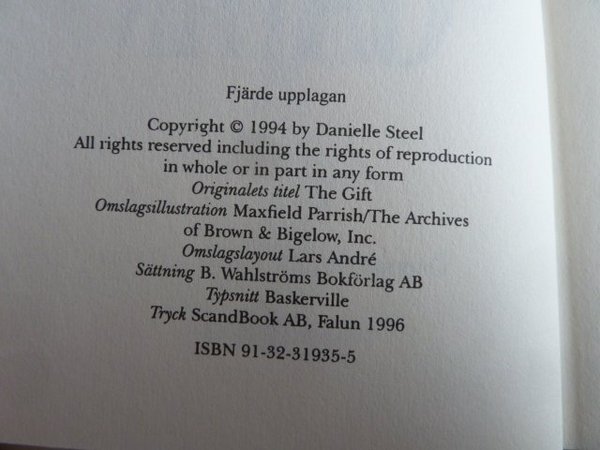 Fjärde upplagan
Copyright © 1994 by Danielle Steel
All rights reserved including the rights of reproduction
in whole or in part in any form
Originalets titel The Gift
Omslagsillustration Maxfield Parrish/The Archives
of Brown & Bigelow, Inc.
Omslagslayout Lars André
Sättning B. Wahlströms Bokförlag AB
Typsnitt Baskerville
Tryck ScandBook AB, Falun 1996
ISBN 91-32-31935-5